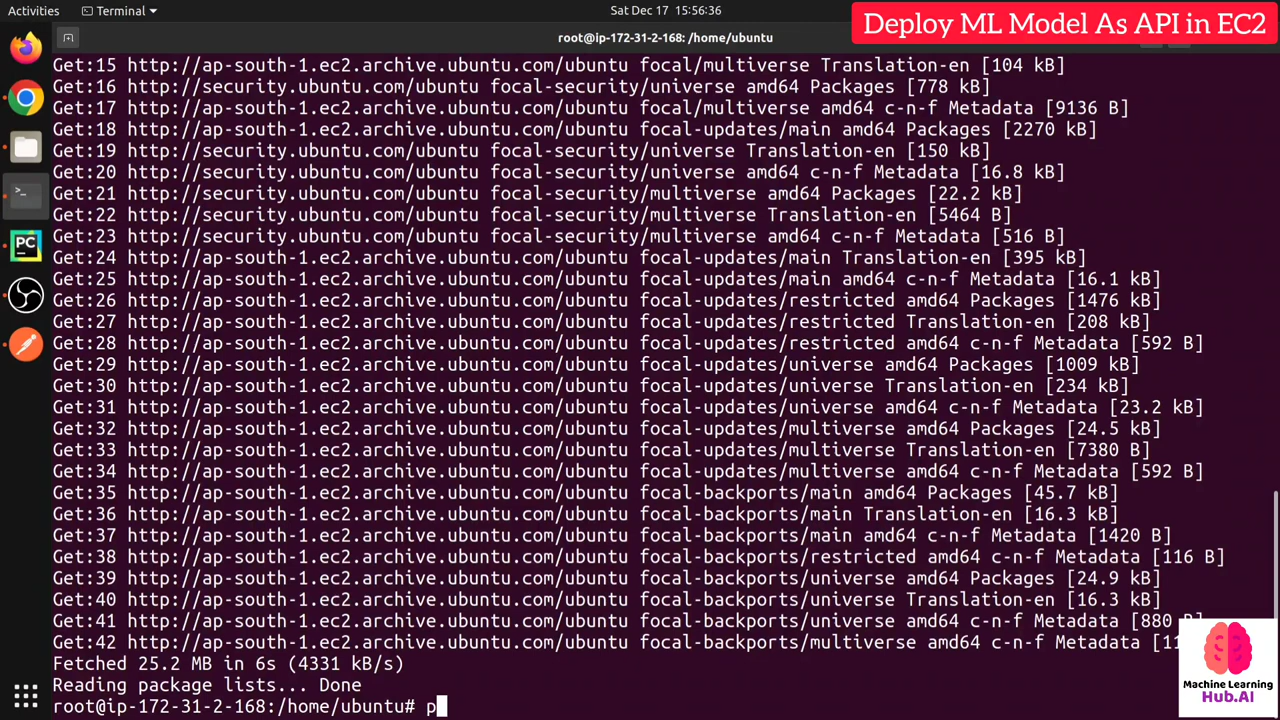 Activities
Terminal
Sat Dec 17 15:56:36
Deploy ML Model As API in EC2
root@ip-172-31-2-168: /home/ubuntu
Get:15 http://ap-south-1.ec2.archive.ubuntu.com/ubuntu focal/multiverse Translation-en [104 kB]
Get:16 http://security.ubuntu.com/ubuntu focal-security/universe amd64 Packages [778 kB]
Get:17 http://ap-south-1.ec2.archive.ubuntu.com/ubuntu focal/multiverse amd64 c-n-f Metadata [9136 B]
Get:18 http://ap-south-1.ec2.archive.ubuntu.com/ubuntu focal-updates/main amd64 Packages [2270 kB]
Get:19 http://security.ubuntu.com/ubuntu focal-security/universe Translation-en [150 kB]
Get:20 http://security.ubuntu.com/ubuntu focal-security/universe amd64 c-n-f Metadata [16.8 kB]
Get:21 http://security.ubuntu.com/ubuntu focal-security/multiverse amd64 Packages [22.2 kB]
Get:22 http://security.ubuntu.com/ubuntu focal-security/multiverse Translation-en [5464 B]
Get:23 http://security.ubuntu.com/ubuntu focal-security/multiverse amd64 c-n-f Metadata [516 B]
Get:24 http://ap-south-1.ec2.archive.ubuntu.com/ubuntu focal-updates/main Translation-en [395 kB]
Get:25 http://ap-south-1.ec2.archive.ubuntu.com/ubuntu focal-updates/main amd64 c-n-f Metadata [16.1 kB]
Get:26 http://ap-south-1.ec2.archive.ubuntu.com/ubuntu focal-updates/restricted amd64 Packages [1476 kB]
Get:27 http://ap-south-1.ec2.archive.ubuntu.com/ubuntu focal-updates/restricted Translation-en [208 kB]
Get:28 http://ap-south-1.ec2.archive.ubuntu.com/ubuntu focal-updates/restricted amd64 c-n-f Metadata [592 B]
Get:29 http://ap-south-1.ec2.archive.ubuntu.com/ubuntu focal-updates/universe amd64 Packages [1009 kB]
Get:30 http://ap-south-1.ec2.archive.ubuntu.com/ubuntu focal-updates/universe Translation-en [234 kB]
Get:31 http://ap-south-1.ec2.archive.ubuntu.com/ubuntu focal-updates/universe amd64 c-n-f Metadata [23.2 kB]
Get:32 http://ap-south-1.ec2.archive.ubuntu.com/ubuntu focal-updates/multiverse amd64 Packages [24.5 kB]
Get:33 http://ap-south-1.ec2.archive.ubuntu.com/ubuntu focal-updates/multiverse Translation-en [7380 B]
Get:34 http://ap-south-1.ec2.archive.ubuntu.com/ubuntu focal-updates/multiverse amd64 c-n-f Metadata [592 B]
Get:35 http://ap-south-1.ec2.archive.ubuntu.com/ubuntu focal-backports/main amd64 Packages [45.7 kB]
Get:36 http://ap-south-1.ec2.archive.ubuntu.com/ubuntu focal-backports/main Translation-en [16.3 kB]
Get:37 http://ap-south-1.ec2.archive.ubuntu.com/ubuntu focal-backports/main amd64 c-n-f Metadata [1420 B]
Get:38 http://ap-south-1.ec2.archive.ubuntu.com/ubuntu focal-backports/restricted amd64 c-n-f Metadata [116 B]
Get:39 http://ap-south-1.ec2.archive.ubuntu.com/ubuntu focal-backports/universe amd64 Packages [24.9 kB]
Get:40 http://ap-south-1.ec2.archive.ubuntu.com/ubuntu focal-backports/universe Translation-en [16.3 kB]
Get:41 http://ap-south-1.ec2.archive.ubuntu.com/ubuntu focal-backports/universe amd64 c-n-f Metadata [880
Get:42 http://ap-south-1.ec2.archive.ubuntu.com/ubuntu focal-backports/multiverse amd64 c-n-f Metadata
Fetched 25.2 MB in 6s (4331 kB/s)
Reading package lists... Done
root@ip-172-31-2-168:/home/ubuntu# p
PC
Machine Learning
Hub.AI